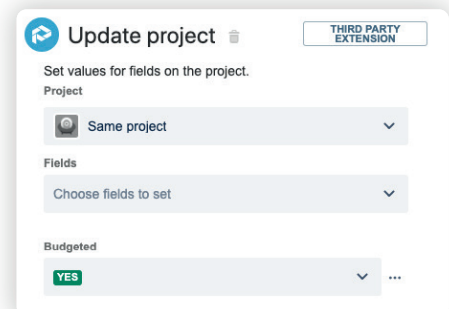 Update project
THIRD PARTY
EXTENSION
Set values for fields on the project.
Project
Same project
Fields
Choose fields to set
Budgeted
YES